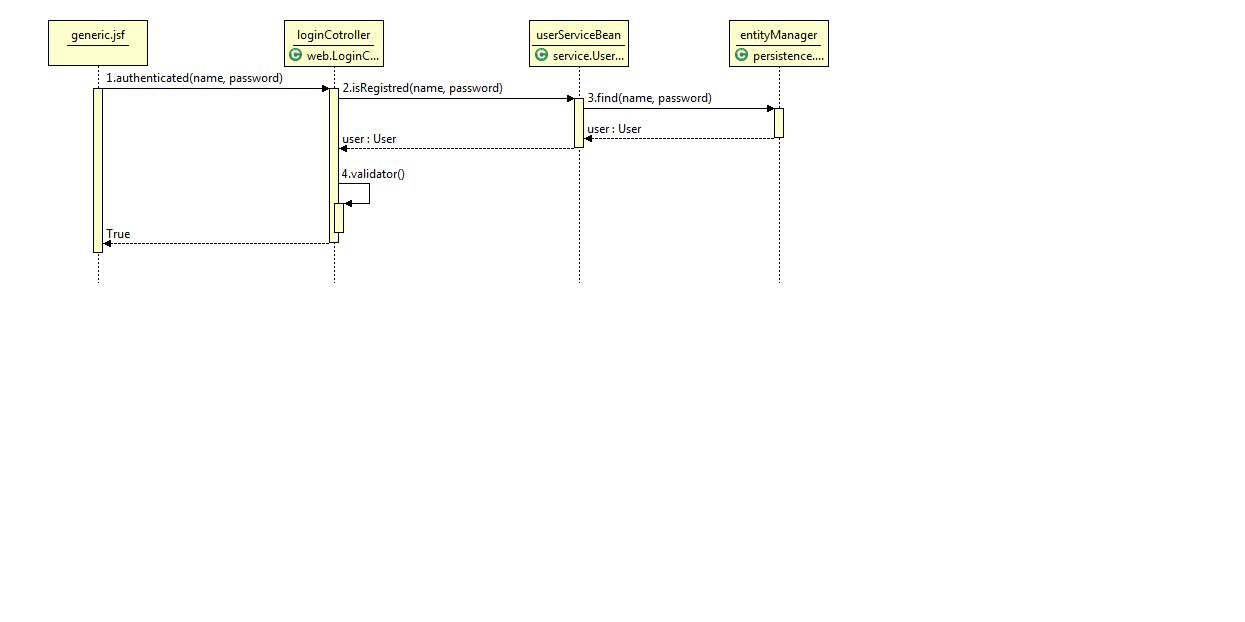 generic.jsf
loginCotroller
web.LoginC...
userServiceBean
service.User...
entityManager
persistence....
1.authenticated(name, password)
2.isRegistred(name, password)
3.find(name, password)
user : User
user : User
4.validator()
True